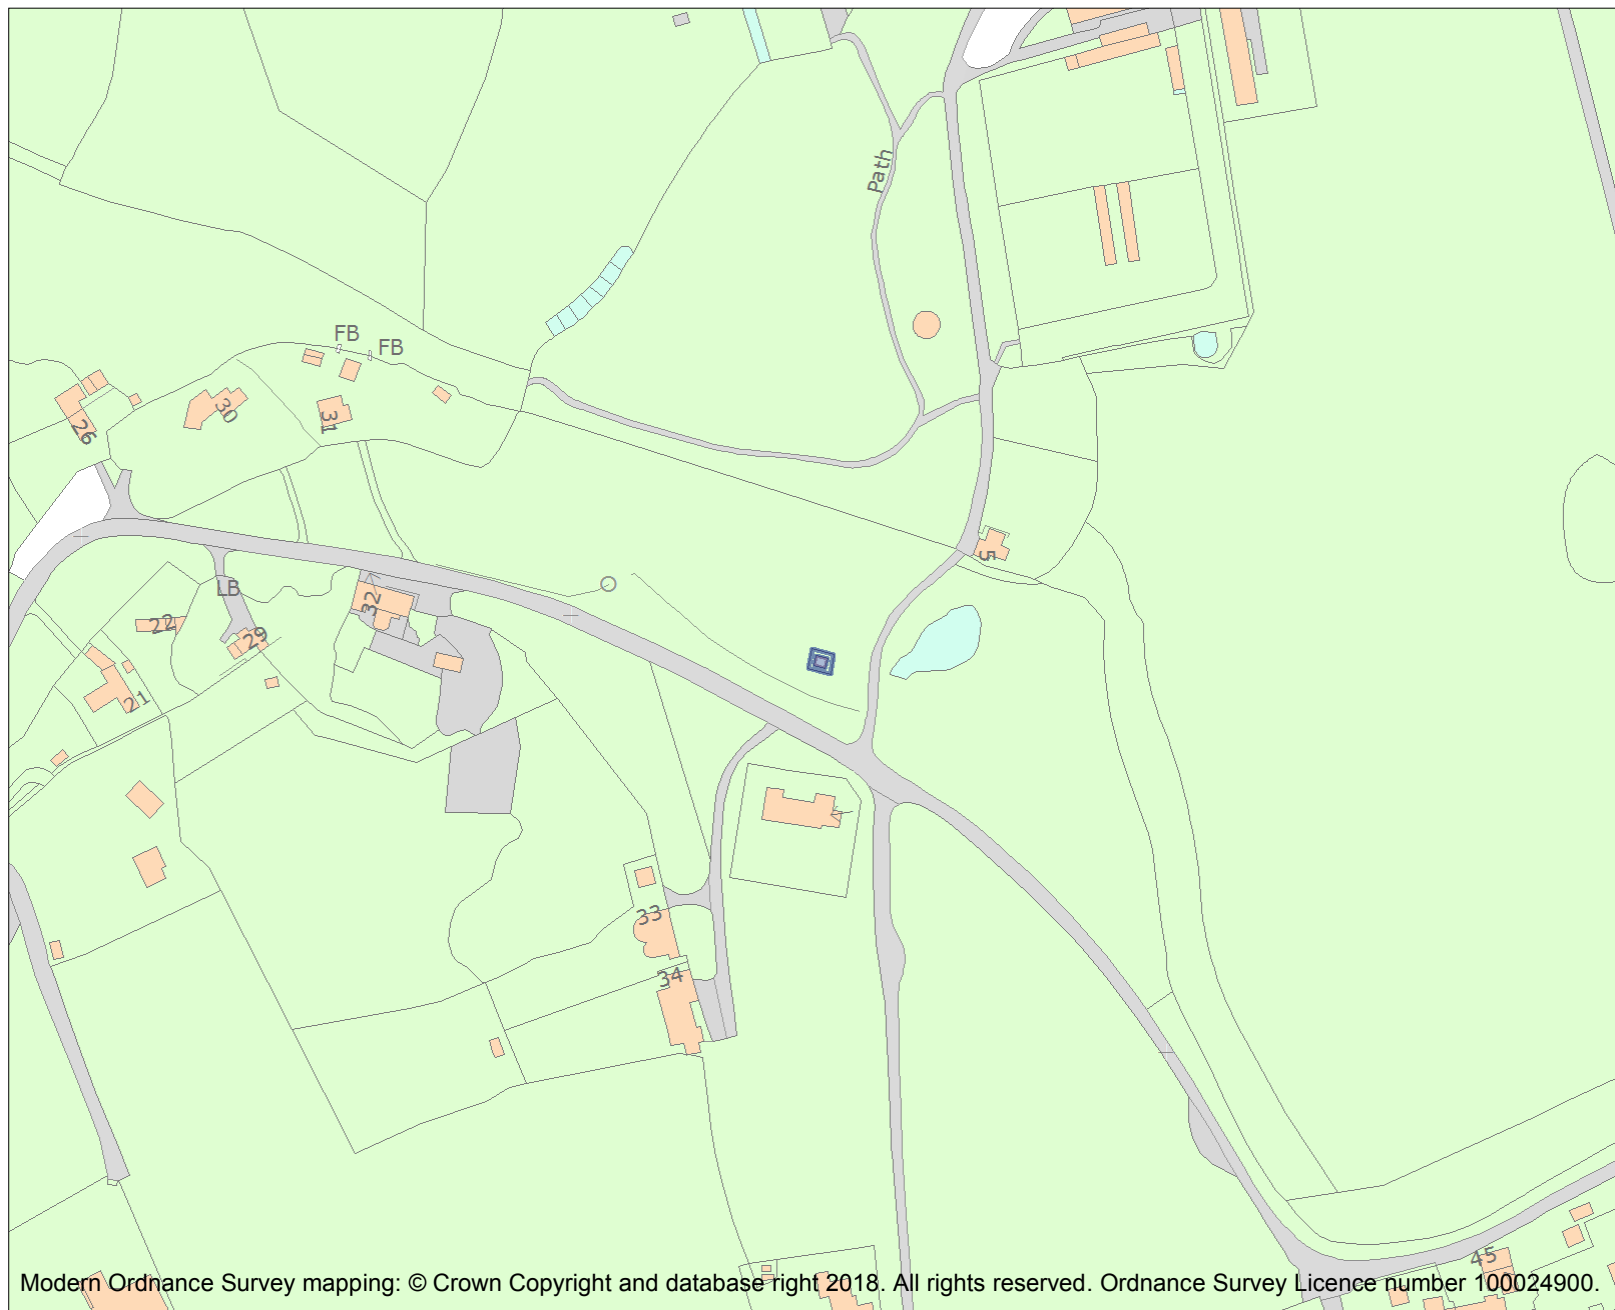 Path
FB
FB
30
31
26
5
LB
32
22
29
21
33
34
45
Modern Ordnance Survey mapping: © Crown Copyright and database right 2018. All rights reserved. Ordnance Survey Licence number 100024900.